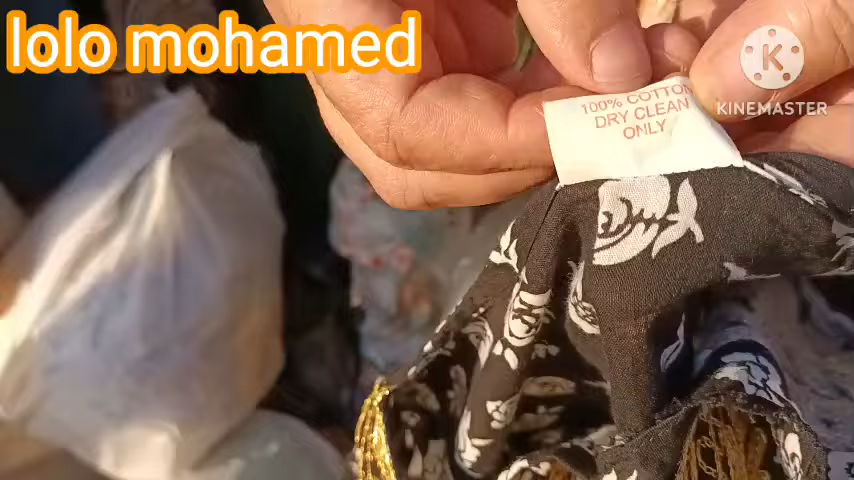 lolo mohamed
K
KINEMASTER
100% COTTON
DRY CLEAN
ONLY